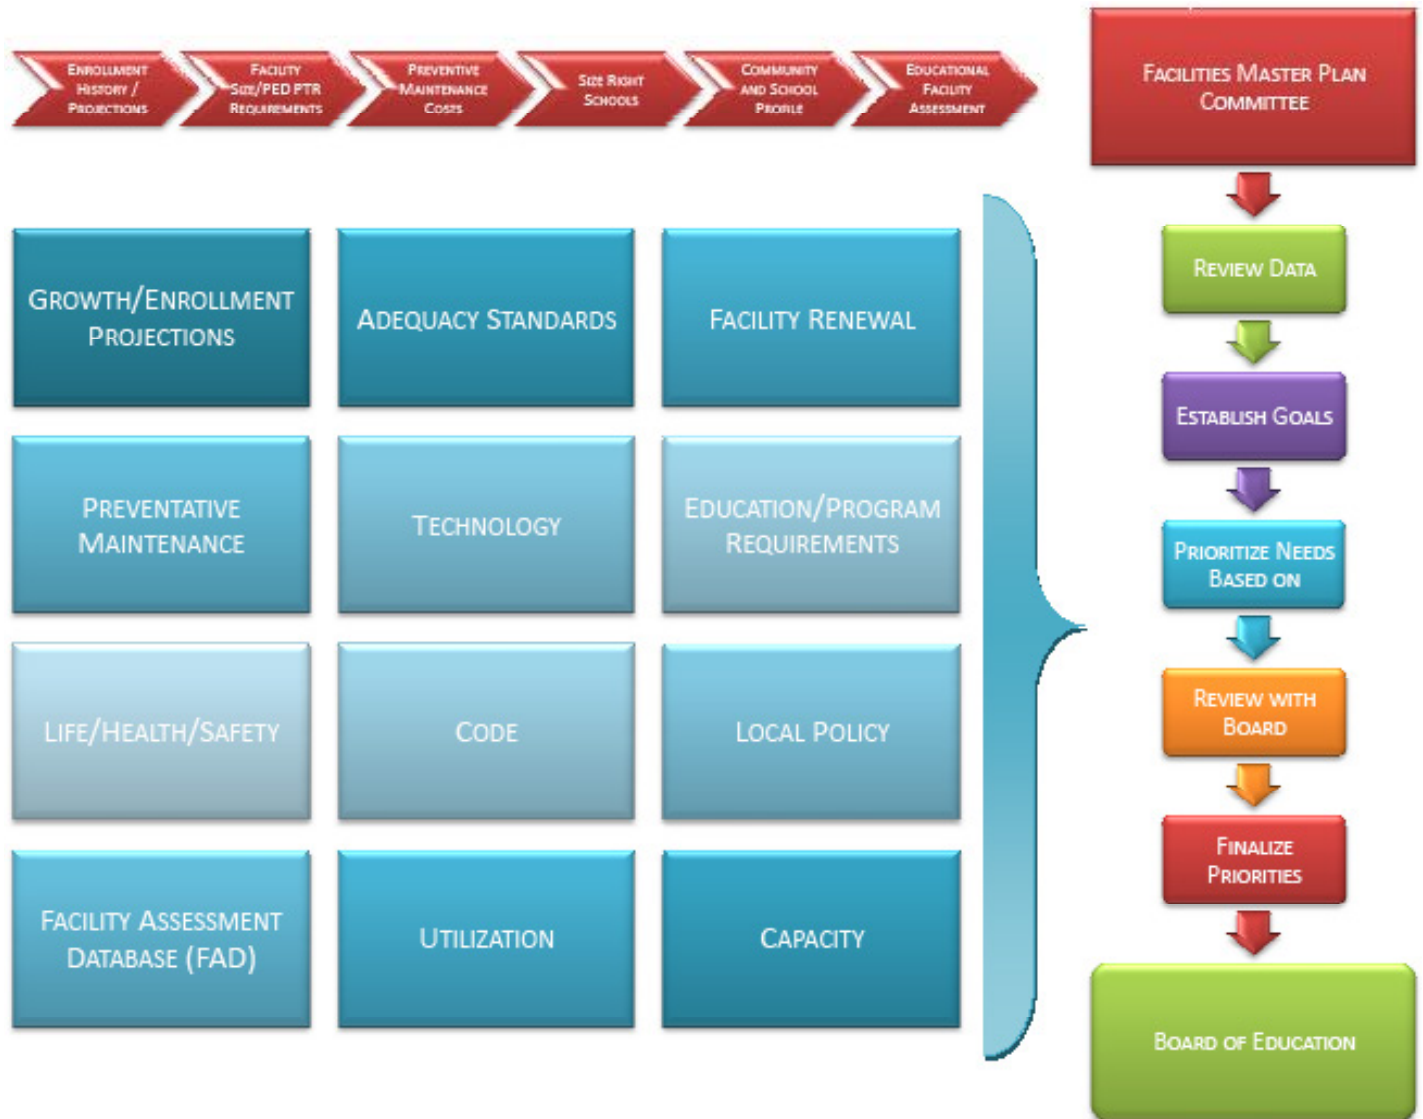 ENROLLMENT
HISTORY /
PROJECTIONS
FACILITY
SIZE/PED PTR
REQUIREMENTS
PREVENTIVE
MAINTENANCE
COSTS
SIZE RIGHT
SCHOOLS
COMMUNITY
AND SCHOOL
PROFILE
EDUCATIONAL
FACILITY
ASSESSMENT
GROWTH/ENROLLMENT
PROJECTIONS
ADEQUACY STANDARDS
FACILITY RENEWAL
PREVENTATIVE
MAINTENANCE
TECHNOLOGY
EDUCATION/PROGRAM
REQUIREMENTS
LIFE/HEALTH/SAFETY
CODE
LOCAL POLICY
FACILITY ASSESSMENT
DATABASE (FAD)
UTILIZATION
CAPACITY
FACILITIES MASTER PLAN
COMMITTEE
REVIEW DATA
ESTABLISH GOALS
PRIORITIZE NEEDS
BASED ON
REVIEW WITH
BOARD
FINALIZE
PRIORITIES
BOARD OF EDUCATION